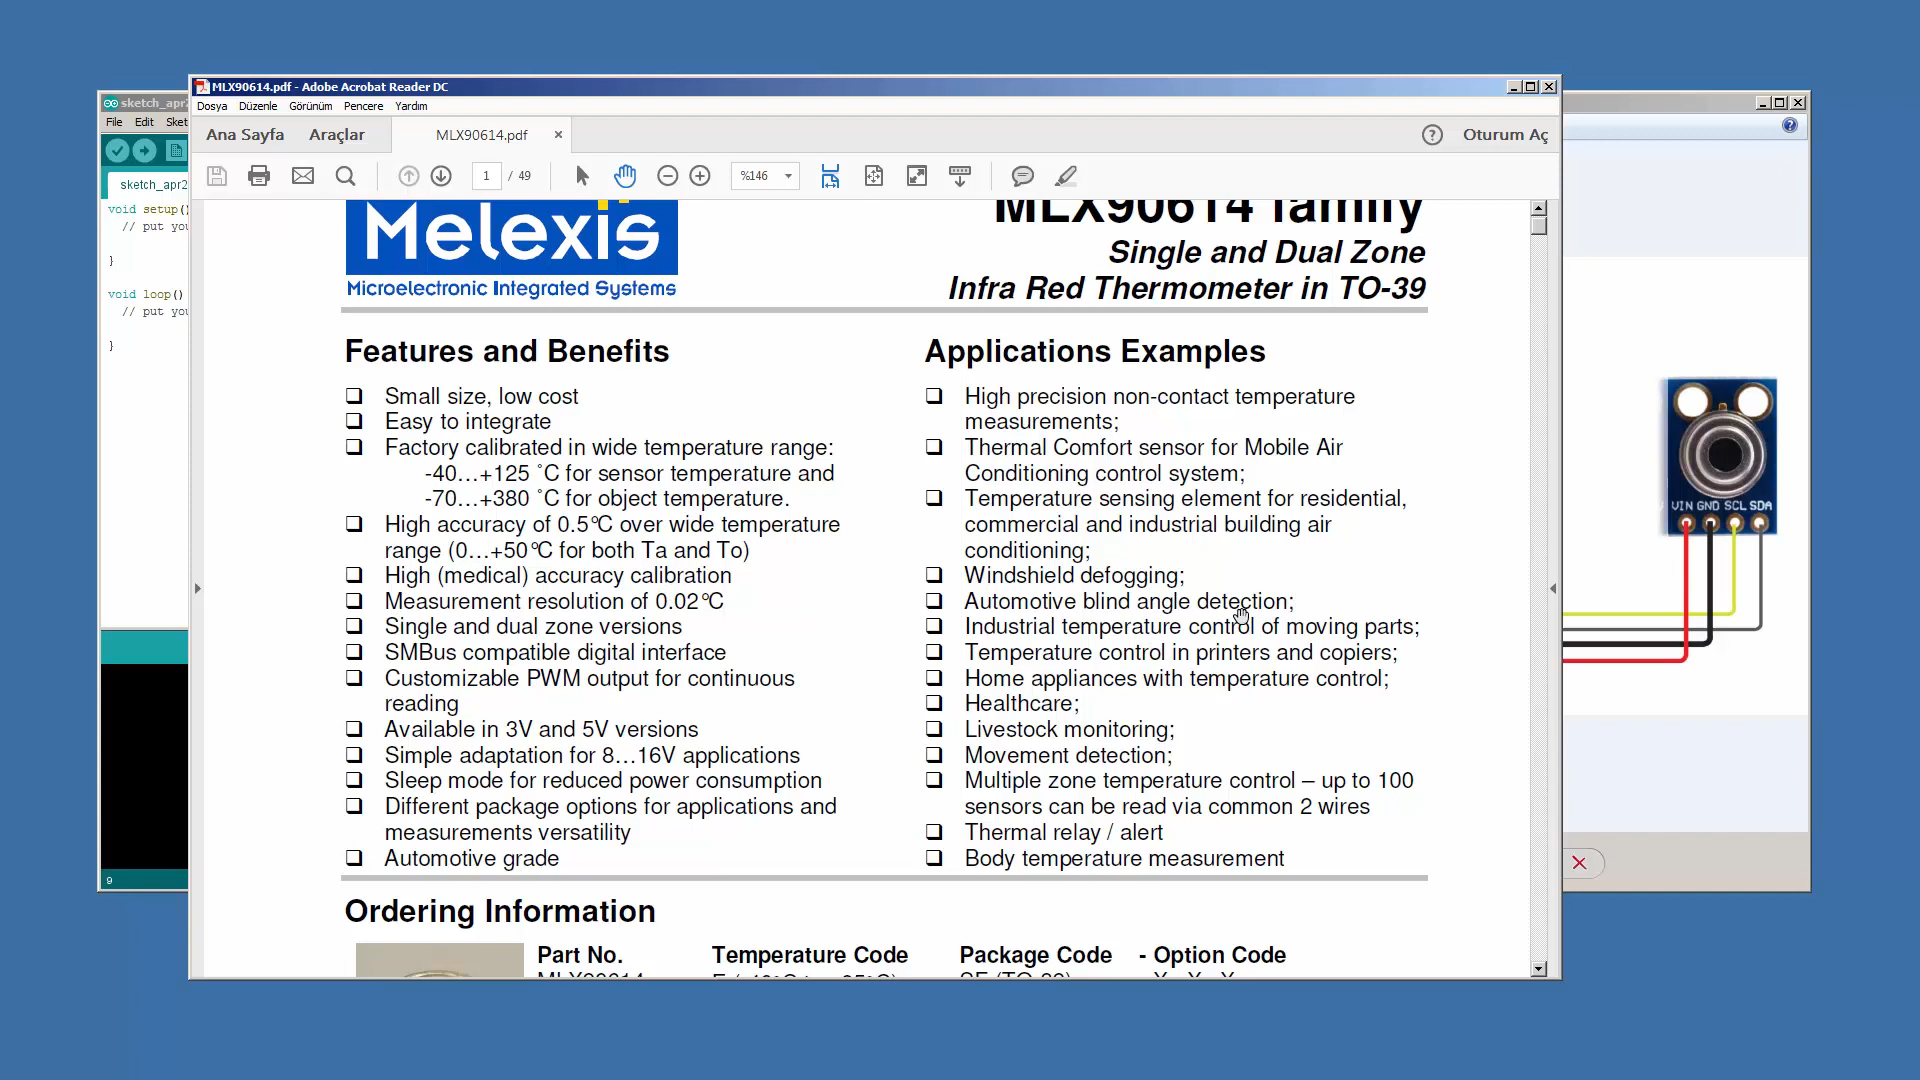 MLX90614.pdf - Adobe Acrobat Reader DC
Dosya Düzenle Görünüm Pencere Yardım
Ana Sayfa Araçlar MLX90614.pdf Oturum Aç
1 / 49 %146
sketch_apr2
File Edit Sket
sketch_apr2
void setup()
// put you
}
void loop()
// put you
}
9
Melexis
Microelectronic Integrated Systems
MLX90614 family
Single and Dual Zone
Infra Red Thermometer in TO-39
Features and Benefits
Small size, low cost
Easy to integrate
Factory calibrated in wide temperature range:
-40…+125 ˚C for sensor temperature and
-70…+380 ˚C for object temperature.
High accuracy of 0.5°C over wide temperature
range (0…+50°C for both Ta and To)
High (medical) accuracy calibration
Measurement resolution of 0.02°C
Single and dual zone versions
SMBus compatible digital interface
Customizable PWM output for continuous
reading
Available in 3V and 5V versions
Simple adaptation for 8…16V applications
Sleep mode for reduced power consumption
Different package options for applications and
measurements versatility
Automotive grade
Applications Examples
High precision non-contact temperature
measurements;
Thermal Comfort sensor for Mobile Air
Conditioning control system;
Temperature sensing element for residential,
commercial and industrial building air
conditioning;
Windshield defogging;
Automotive blind angle detection;
Industrial temperature control of moving parts;
Temperature control in printers and copiers;
Home appliances with temperature control;
Healthcare;
Livestock monitoring;
Movement detection;
Multiple zone temperature control – up to 100
sensors can be read via common 2 wires
Thermal relay / alert
Body temperature measurement
Ordering Information
Part No. Temperature Code Package Code - Option Code
VIN GND SCL SDA